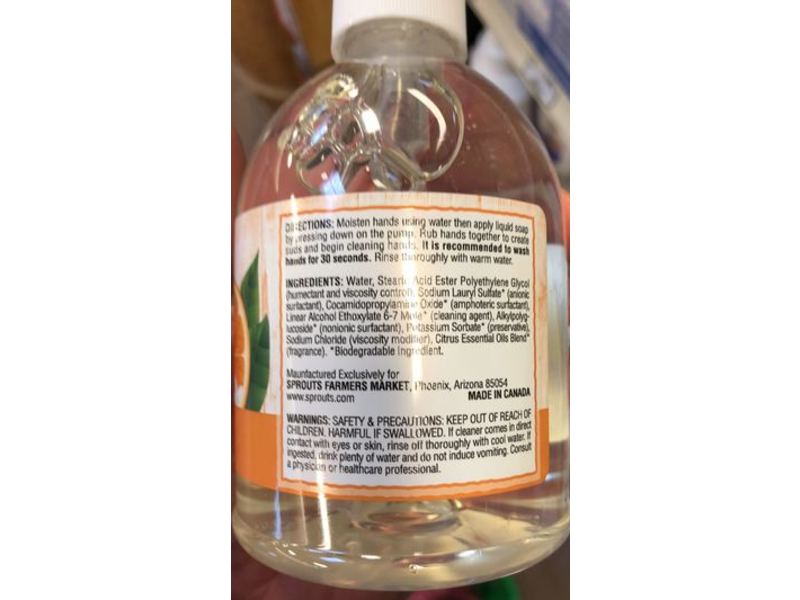 DIRECTIONS: Moisten hands using water then apply liquid soap
by pressing down on the pump. Rub hands together to create
suds and begin cleaning hands. It is recommended to wash
hands for 30 seconds. Rinse thoroughly with warm water.
INGREDIENTS: Water, Stearic Acid Ester Polyethylene Glycol
(humectant and viscosity control), Sodium Lauryl Sulfate* (anionic
surfactant), Cocamidopropylamine Oxide* (amphoteric surfactant),
Linear Alcohol Ethoxylate 6-7 Mole* (cleaning agent), Alkylpolyg-
lucoside* (nonionic surfactant), Potassium Sorbate* (preservative),
Sodium Chloride (viscosity modifier), Citrus Essential Oils Blend*
(fragrance). *Biodegradable Ingredient.
Maunfactured Exclusively for
SPROUTS FARMERS MARKET, Phoenix, Arizona 85054
www.sprouts.com MADE IN CANADA
WARNINGS: SAFETY & PRECAUTIONS: KEEP OUT OF REACH OF
CHILDREN. HARMFUL IF SWALLOWED. If cleaner comes in direct
contact with eyes or skin, rinse off thoroughly with cool water. If
ingested, drink plenty of water and do not induce vomiting. Consult
a physician or healthcare professional.